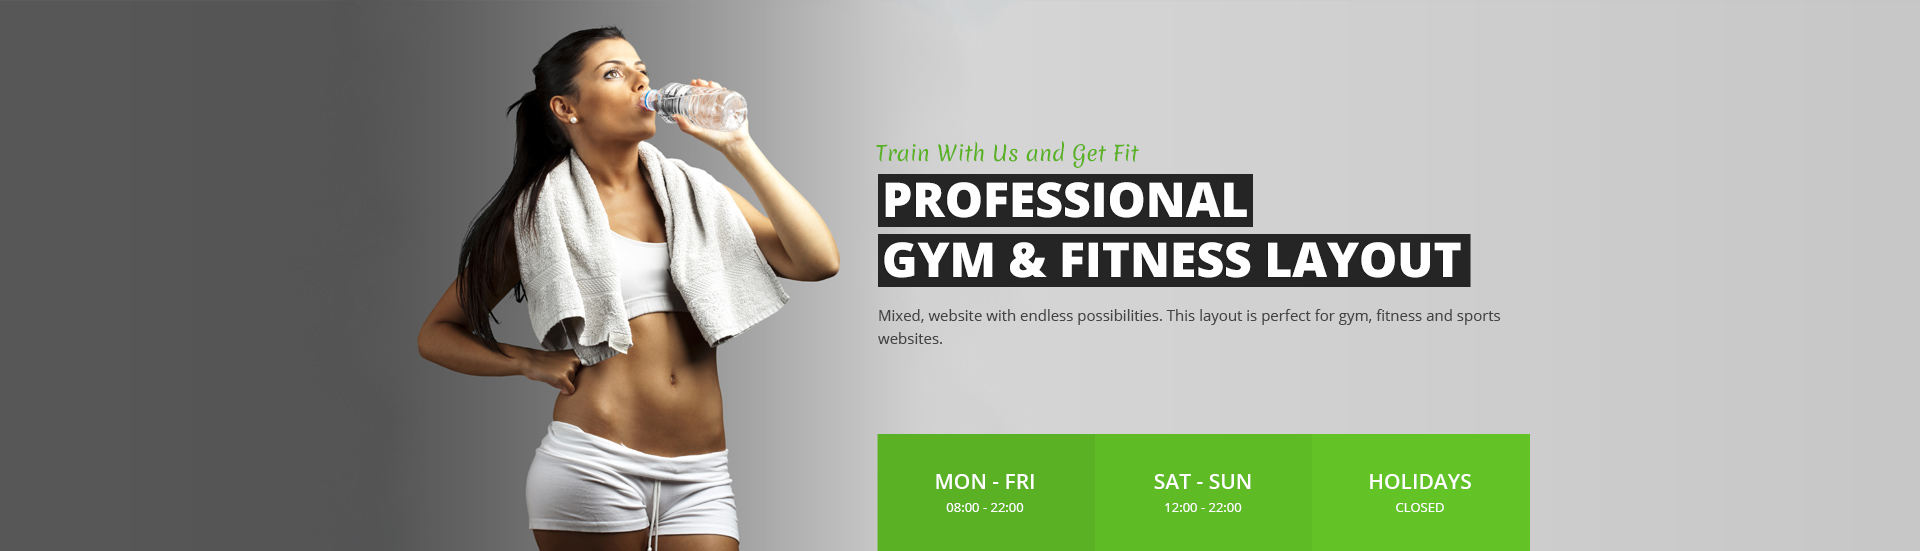 Train With Us and Get Fit
PROFESSIONAL
GYM & FITNESS LAYOUT
Mixed, website with endless possibilities. This layout is perfect for gym, fitness and sports
websites.
MON - FRI
08:00 - 22:00
SAT - SUN
12:00 - 22:00
HOLIDAYS
CLOSED